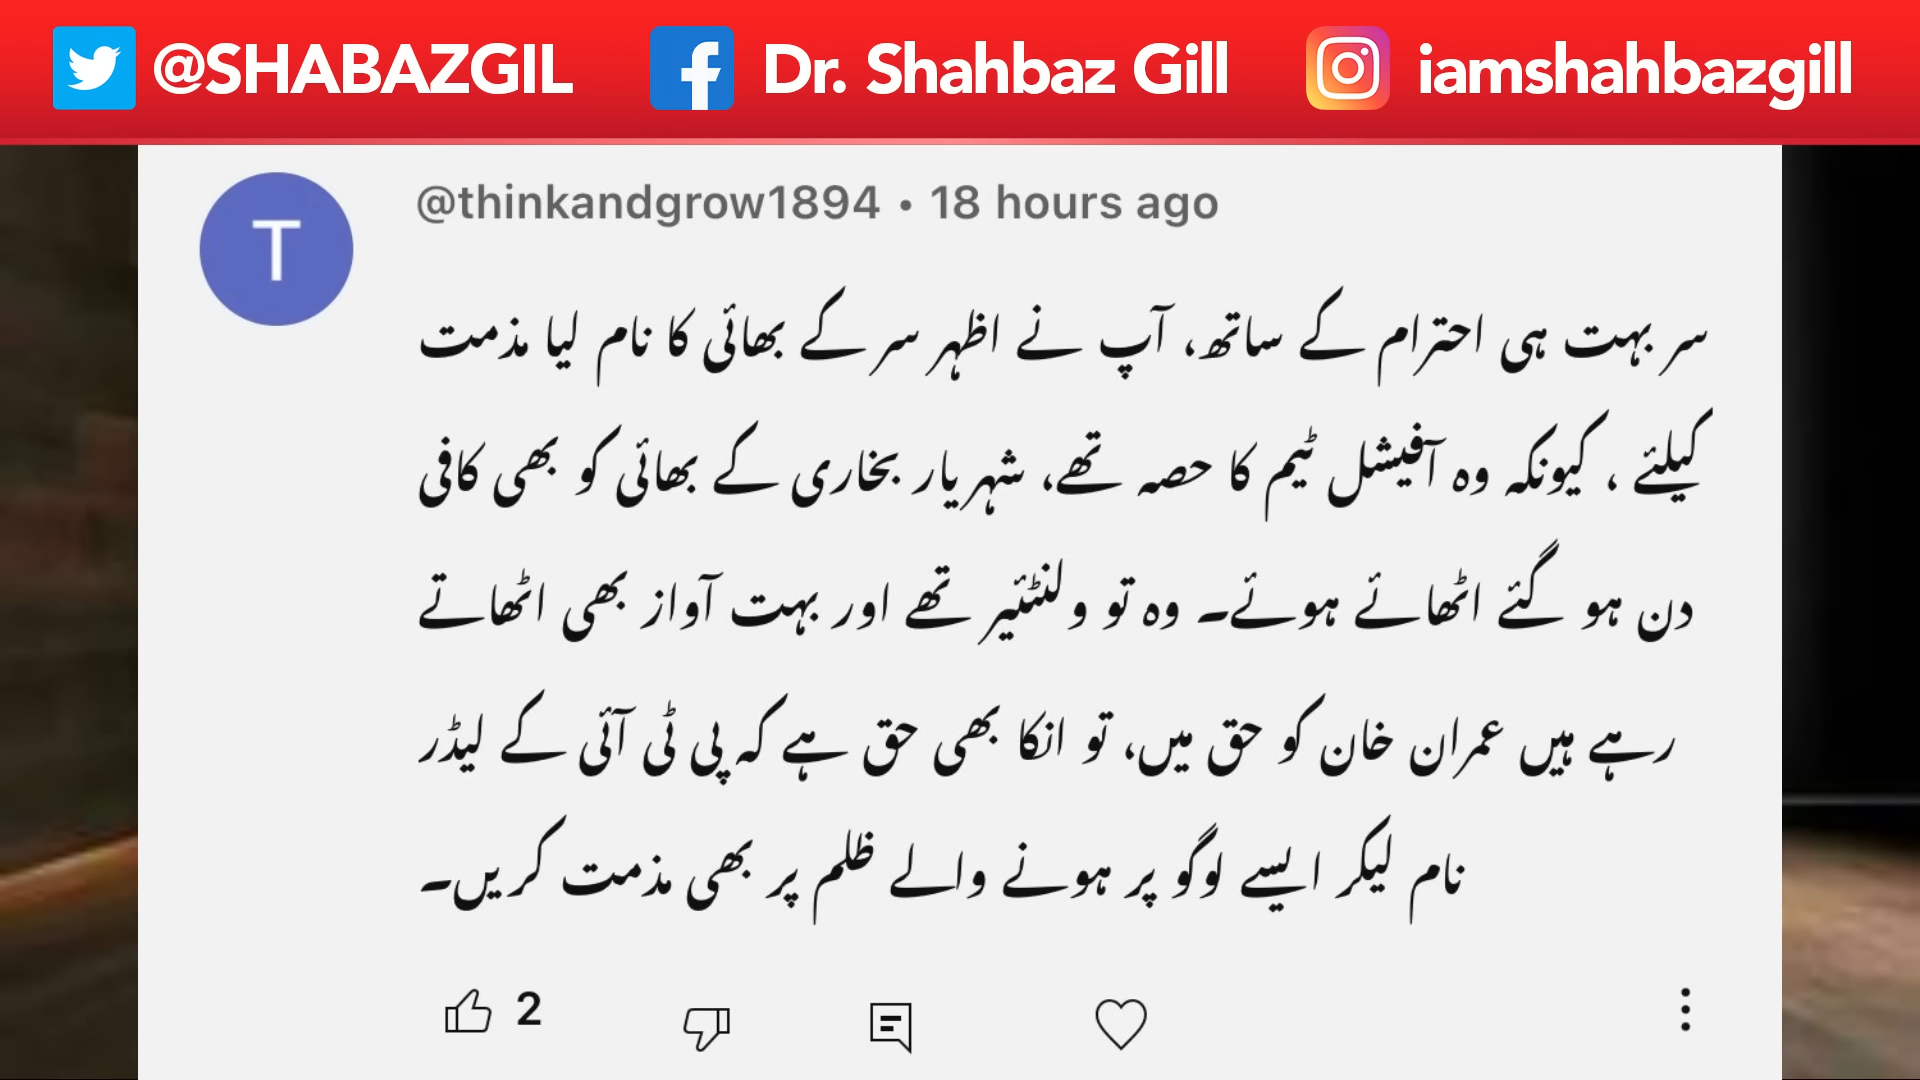 @SHABAZGIL Dr. Shahbaz Gill iamshahbazgill
T
@thinkandgrow1894 • 18 hours ago
سر بہت ہی احترام کے ساتھ، آپ نے اظہر سر کے بھائی کا نام لیا مذمت
کیلئے ، کیونکہ وہ آفیشل ٹیم کا حصہ تھے، شہریار بخاری کے بھائی کو بھی کافی
دن ہو گئے اٹھائے ہوئے۔ وہ تو ولنٹئیر تھے اور بہت آواز بھی اٹھاتے
رہے ہیں عمران خان کو حق میں، تو انکا بھی حق ہے کہ پی ٹی آئی کے لیڈر
نام لیکر ایسے لوگو پر ہونے والے ظلم پر بھی مذمت کریں۔
2